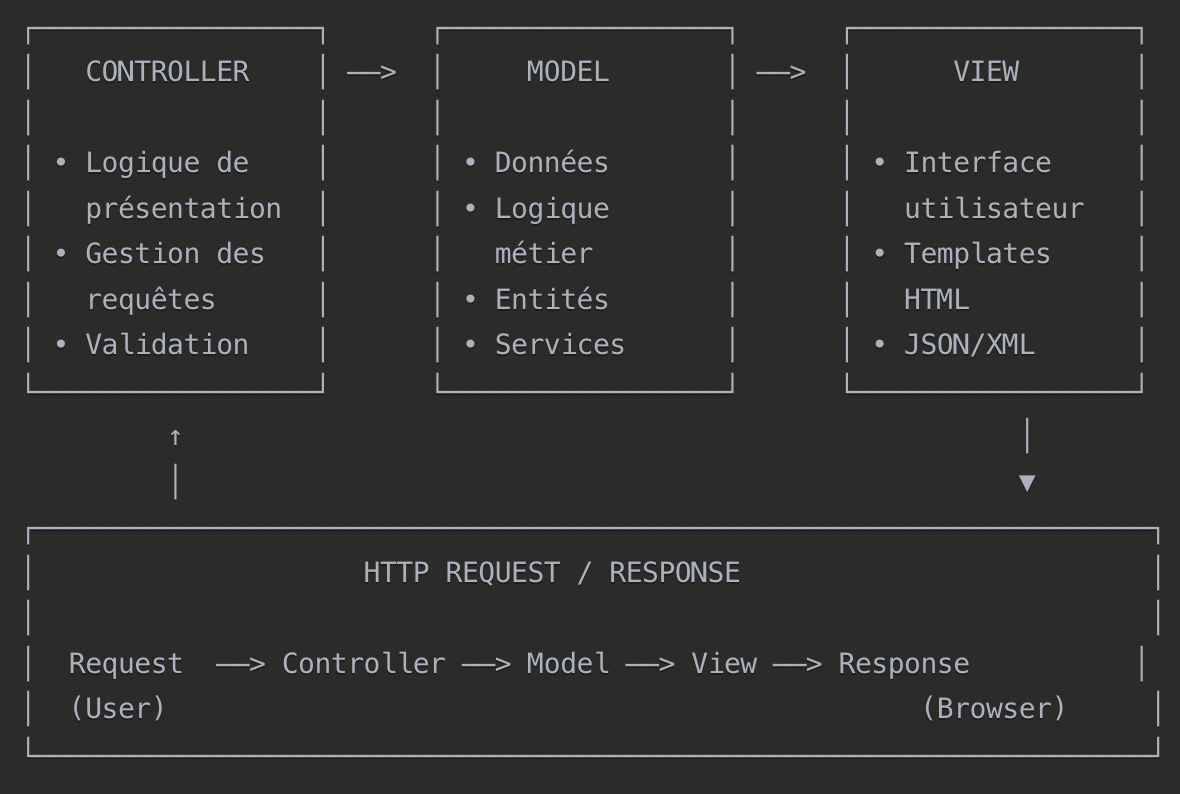 CONTROLLER ──> MODEL ──> VIEW
• Logique de
présentation
• Gestion des
requêtes
• Validation
• Données
• Logique
métier
• Entités
• Services
• Interface
utilisateur
• Templates
HTML
• JSON/XML
↑
▼
HTTP REQUEST / RESPONSE
Request ──> Controller ──> Model ──> View ──> Response
(User) (Browser)